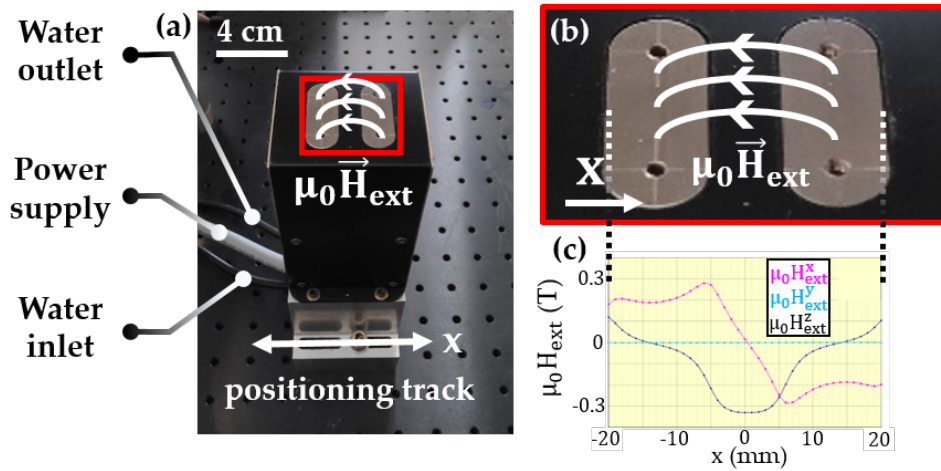 Water
outlet
Power
supply
Water
inlet
(a)
4 cm
μ₀H⃗ext
x
positioning track
(b)
μ₀H⃗ext
X
(c)
μ₀Hˣext
μ₀Hʸext
μ₀Hᶻext
μ₀Hext (T)
0.3
0
-0.3
-20
-10
0
10
20
x (mm)